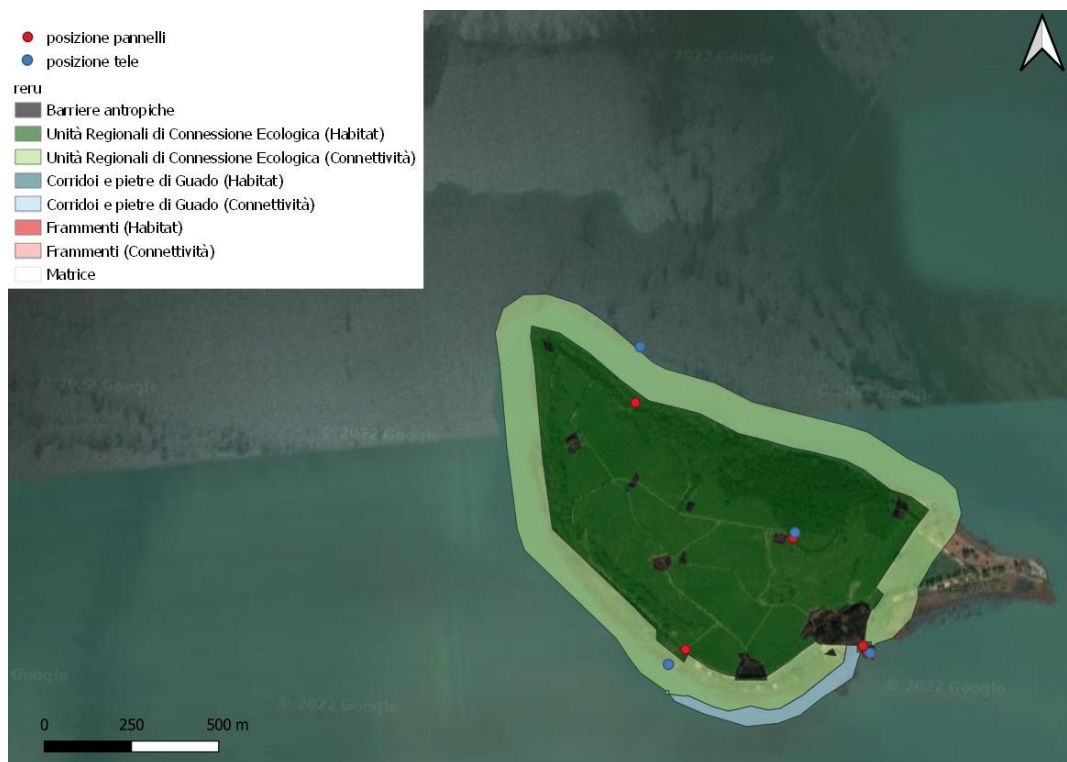 posizione pannelli
posizione tele
reru
Barriere antropiche
Unità Regionali di Connessione Ecologica (Habitat)
Unità Regionali di Connessione Ecologica (Connettività)
Corridoi e pietre di Guado (Habitat)
Corridoi e pietre di Guado (Connettività)
Frammenti (Habitat)
Frammenti (Connettività)
Matrice
© 2022 Google
© 2022 Google
© 2022 Google
© 2022 Google
Google
© 2022 Google
© 2022 Google
0 250 500 m